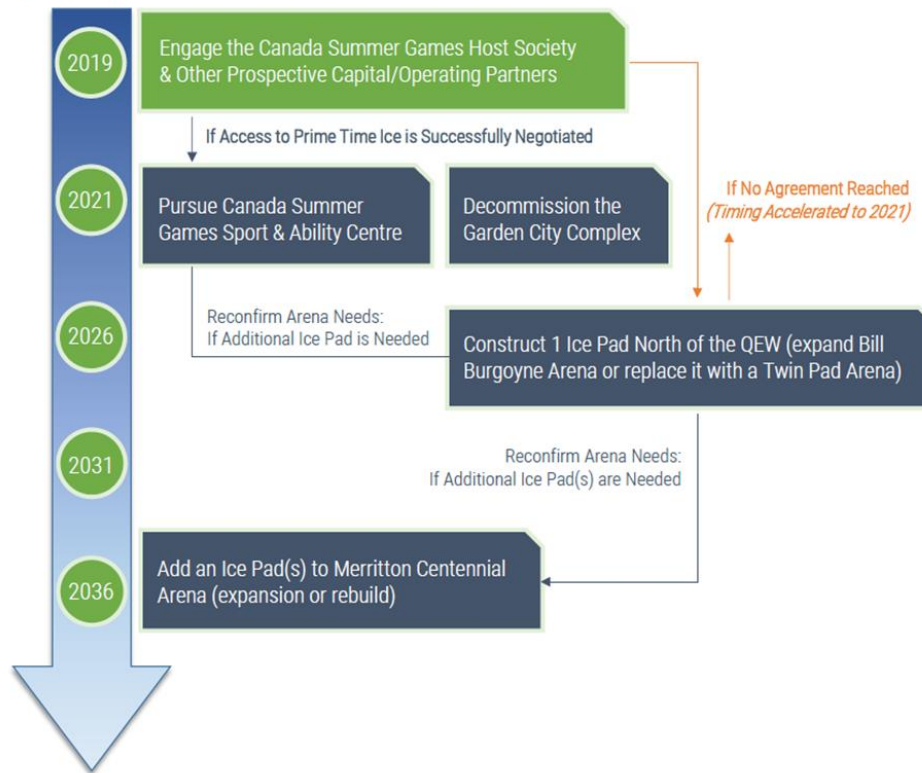 2019
Engage the Canada Summer Games Host Society
& Other Prospective Capital/Operating Partners
If Access to Prime Time Ice is Successfully Negotiated
2021
Pursue Canada Summer
Games Sport & Ability Centre
Decommission the
Garden City Complex
If No Agreement Reached
(Timing Accelerated to 2021)
2026
Reconfirm Arena Needs:
If Additional Ice Pad is Needed
Construct 1 Ice Pad North of the QEW (expand Bill
Burgoyne Arena or replace it with a Twin Pad Arena)
2031
Reconfirm Arena Needs:
If Additional Ice Pad(s) are Needed
2036
Add an Ice Pad(s) to Merritton Centennial
Arena (expansion or rebuild)